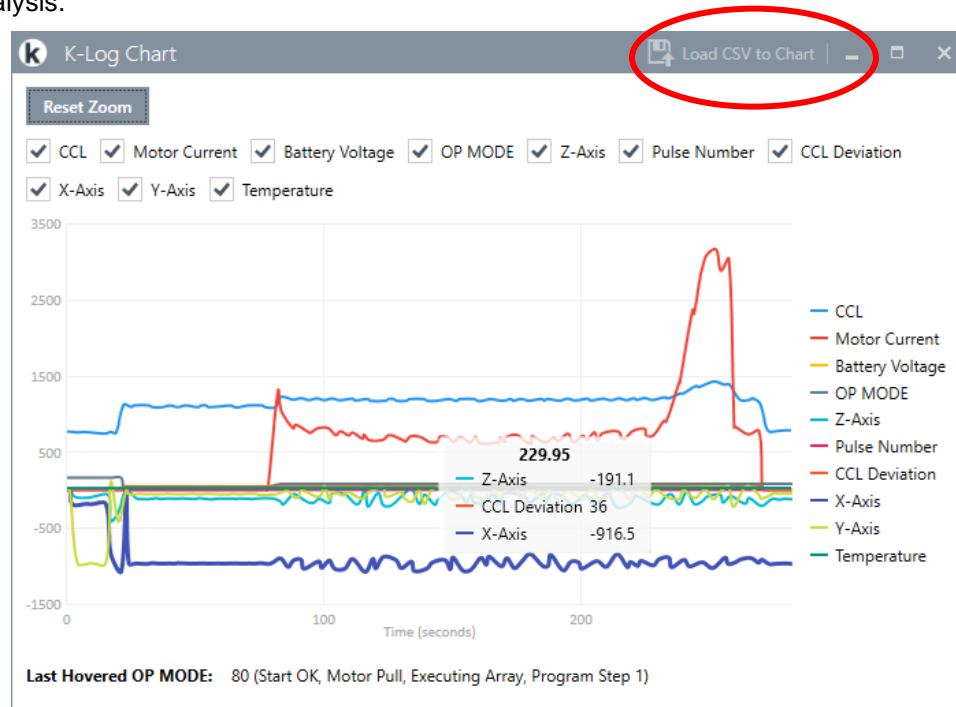 alysis.
k K-Log Chart Load CSV to Chart
Reset Zoom
CCL Motor Current Battery Voltage OP MODE Z-Axis Pulse Number CCL Deviation
X-Axis Y-Axis Temperature
3500
2500
1500
500
-500
-1500
0 100 200
Time (seconds)
229.95
Z-Axis -191.1
CCL Deviation 36
X-Axis -916.5
CCL
Motor Current
Battery Voltage
OP MODE
Z-Axis
Pulse Number
CCL Deviation
X-Axis
Y-Axis
Temperature
Last Hovered OP MODE: 80 (Start OK, Motor Pull, Executing Array, Program Step 1)